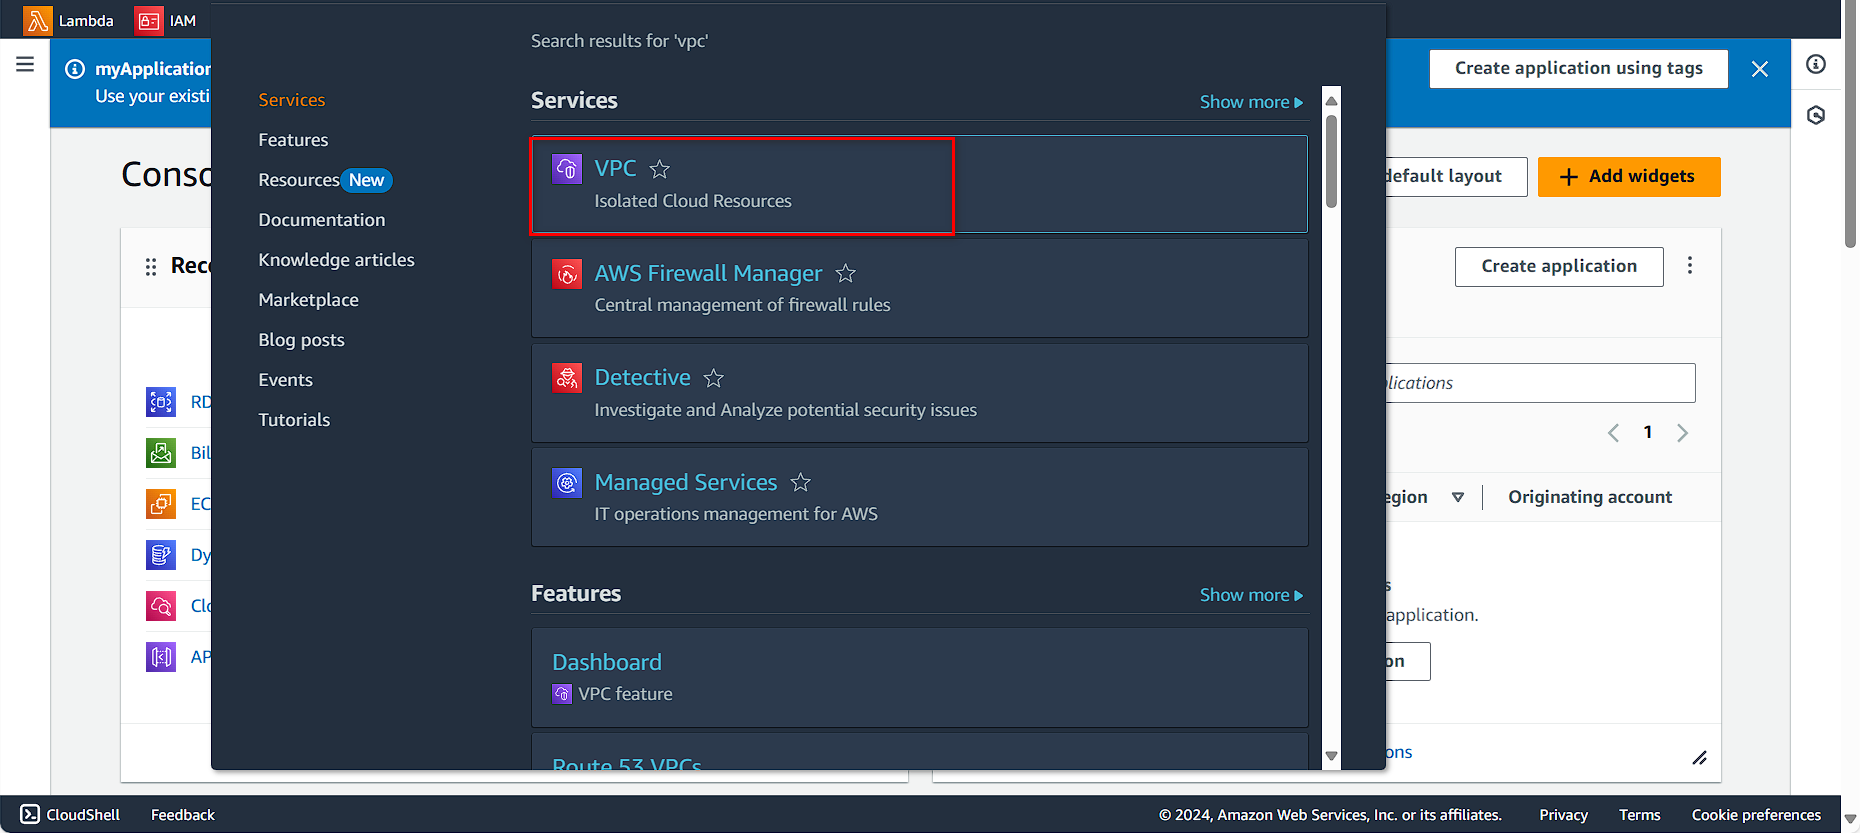 Lambda
IAM
Search results for 'vpc'
myApplication
Use your existi
Create application using tags
Services
Features
Resources New
Documentation
Knowledge articles
Marketplace
Blog posts
Events
Tutorials
Services
Show more
VPC
Isolated Cloud Resources
AWS Firewall Manager
Central management of firewall rules
Detective
Investigate and Analyze potential security issues
Managed Services
IT operations management for AWS
Features
Show more
Dashboard
VPC feature
Route 53 VPCs
Conso
Rec
RD
Bil
EC
Dy
Clo
AP
default layout
Add widgets
Create application
plications
1
egion
Originating account
s
application.
on
ons
CloudShell
Feedback
© 2024, Amazon Web Services, Inc. or its affiliates.
Privacy
Terms
Cookie preferences